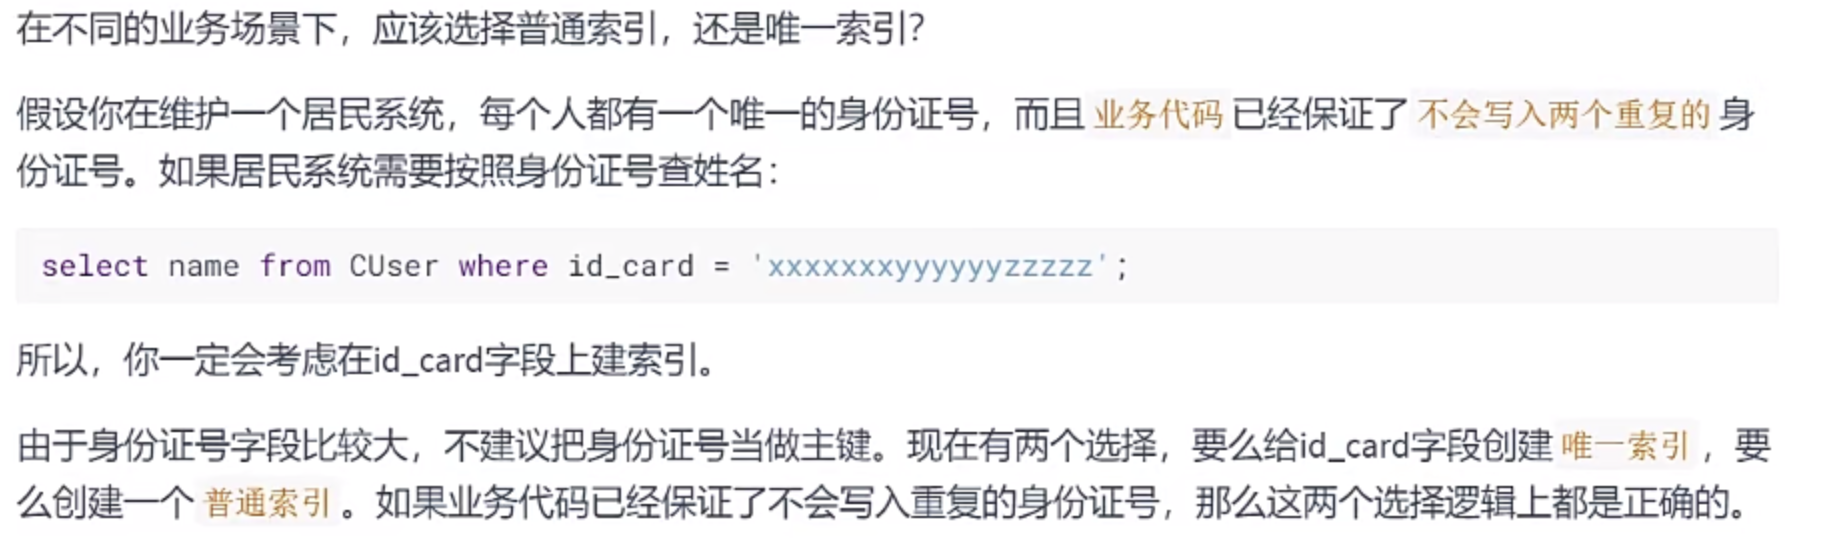 在不同的业务场景下，应该选择普通索引，还是唯一索引？
假设你在维护一个居民系统，每个人都有一个唯一的身份证号，而且 业务代码 已经保证了 不会写入两个重复的 身
份证号。如果居民系统需要按照身份证号查姓名：
select name from CUser where id_card = 'xxxxxxxyyyyyyzzzzz';
所以，你一定会考虑在id_card字段上建索引。
由于身份证号字段比较大，不建议把身份证号当做主键。现在有两个选择，要么给id_card字段创建 唯一索引 ，要
么创建一个 普通索引 。如果业务代码已经保证了不会写入重复的身份证号，那么这两个选择逻辑上都是正确的。